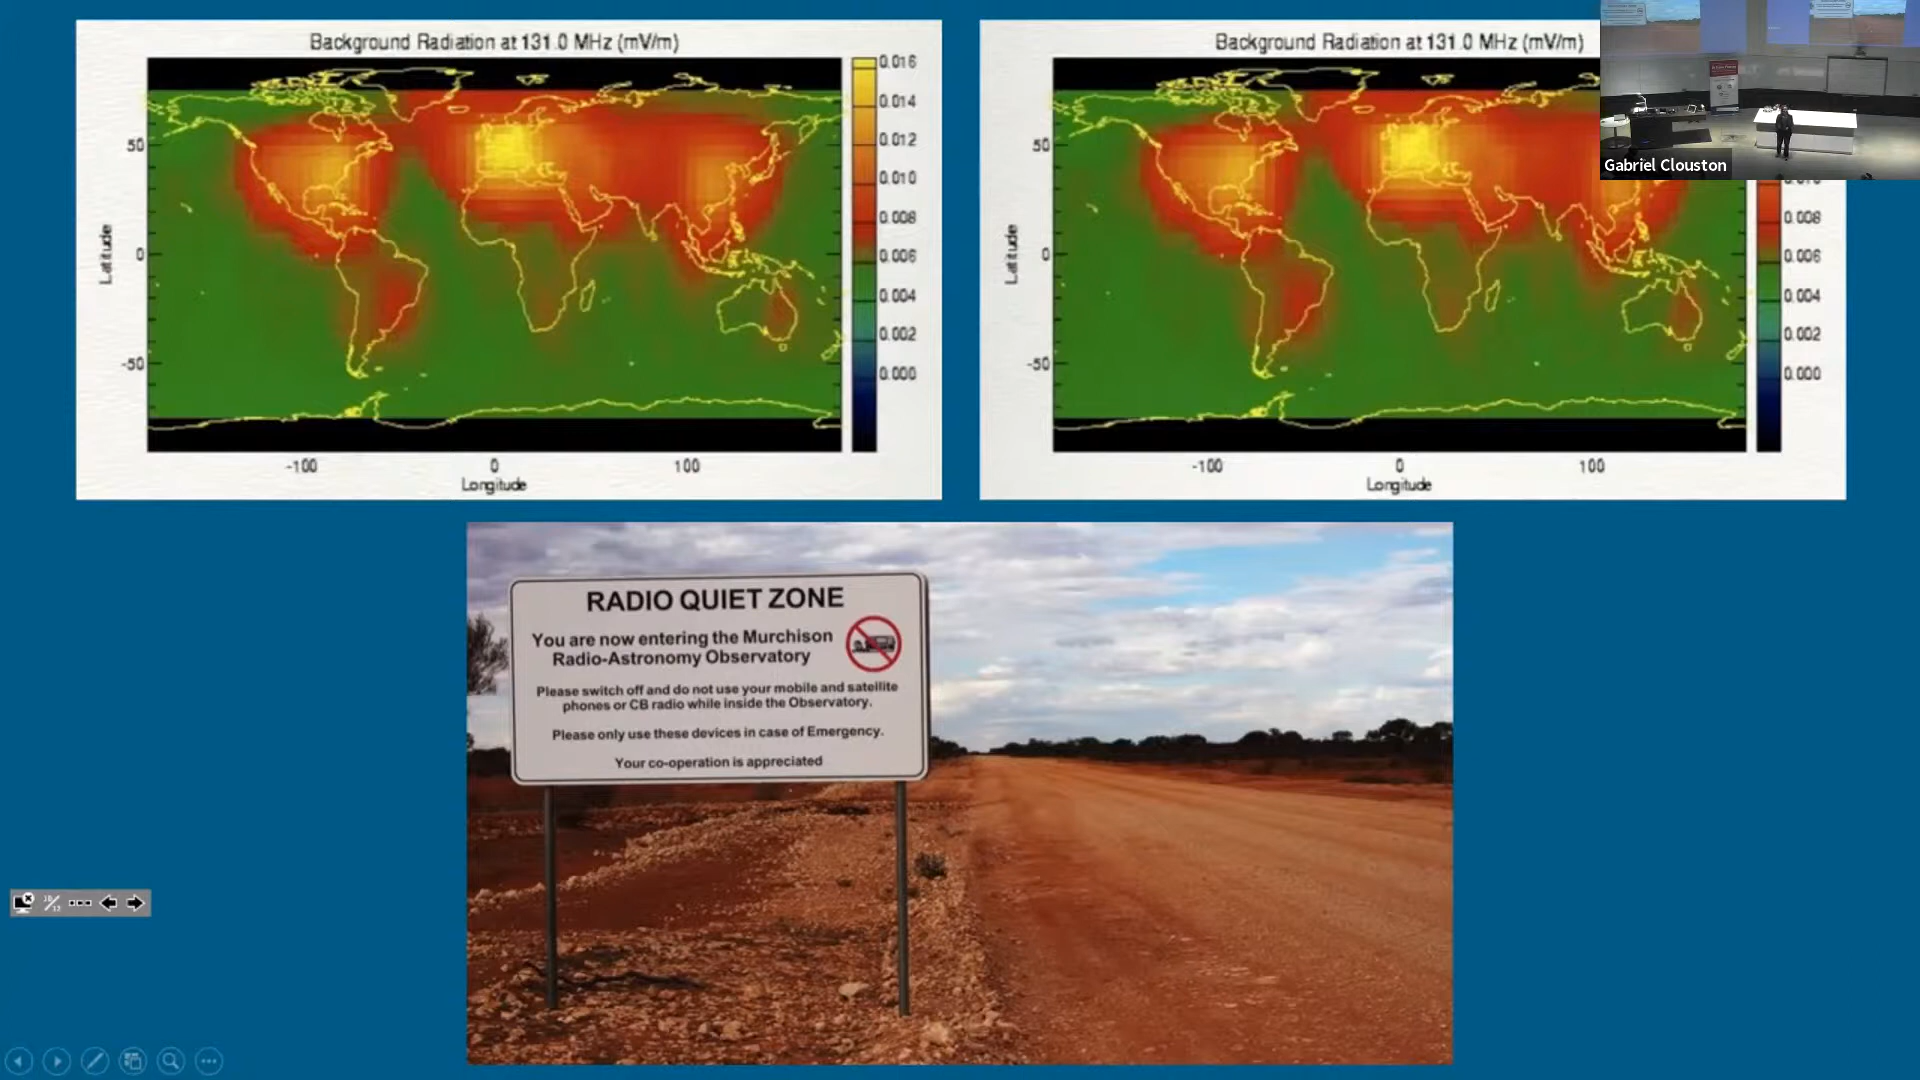 Background Radiation at 131.0 MHz (mV/m)
0.016
0.014
0.012
0.010
0.008
0.006
0.004
0.002
0.000
50
0
-50
Latitude
-100
0
100
Longitude
Background Radiation at 131.0 MHz (mV/m)
0.008
0.006
0.004
0.002
0.000
50
0
-50
Latitude
-100
0
100
Longitude
Gabriel Clouston
RADIO QUIET ZONE
You are now entering the Murchison
Radio-Astronomy Observatory
Please switch off and do not use your mobile and satellite
phones or CB radio while inside the Observatory.
Please only use these devices in case of Emergency.
Your co-operation is appreciated